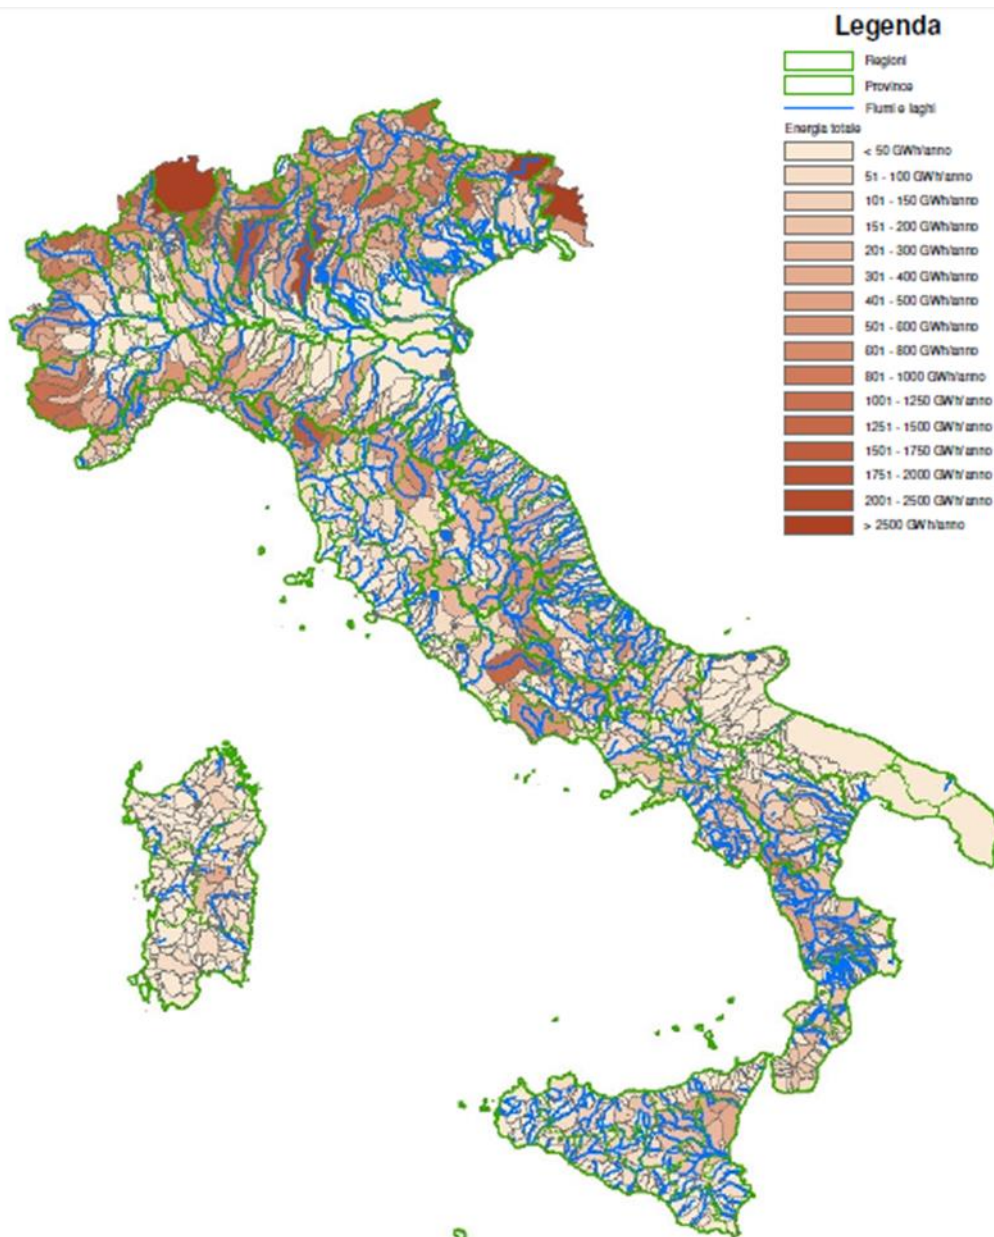 Legenda
Regioni
Province
Fiumi e laghi
Energia totale
< 50 GWh/anno
51 - 100 GWh/anno
101 - 150 GWh/anno
151 - 200 GWh/anno
201 - 300 GWh/anno
301 - 400 GWh/anno
401 - 500 GWh/anno
501 - 600 GWh/anno
601 - 800 GWh/anno
801 - 1000 GWh/anno
1001 - 1250 GWh/anno
1251 - 1500 GWh/anno
1501 - 1750 GWh/anno
1751 - 2000 GWh/anno
2001 - 2500 GWh/anno
> 2500 GWh/anno